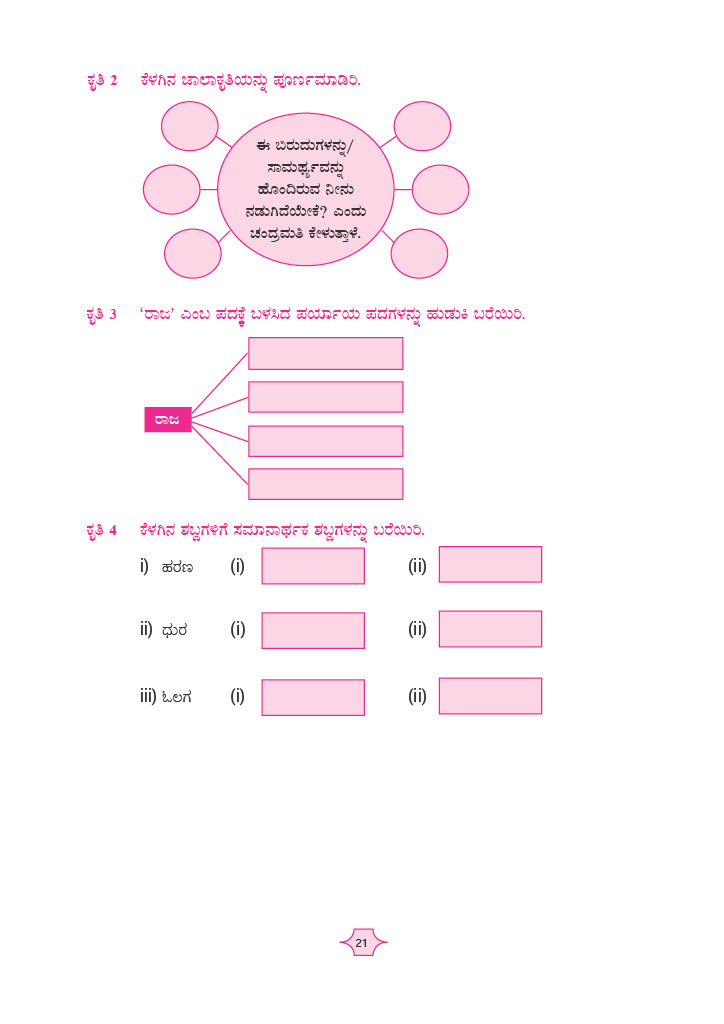 ಕೃತಿ 2 ಕೆಳಗಿನ ಜಾಲಾಕೃತಿಯನ್ನು ಪೂರ್ಣಮಾಡಿರಿ.
ಈ ಬಿರುದುಗಳನ್ನು/
ಸಾಮರ್ಥ್ಯವನ್ನು
ಹೊಂದಿರುವ ನೀನು
ನಡುಗಿದೆಯೇಕೆ? ಎಂದು
ಚಂದ್ರಮತಿ ಕೇಳುತ್ತಾಳೆ.
ಕೃತಿ 3 ‘ರಾಜ’ ಎಂಬ ಪದಕ್ಕೆ ಬಳಸಿದ ಪರ್ಯಾಯ ಪದಗಳನ್ನು ಹುಡುಕಿ ಬರೆಯಿರಿ.
ರಾಜ
ಕೃತಿ 4 ಕೆಳಗಿನ ಶಬ್ದಗಳಿಗೆ ಸಮಾನಾರ್ಥಕ ಶಬ್ದಗಳನ್ನು ಬರೆಯಿರಿ.
i) ಹರಣ (i) (ii)
ii) ಧುರ (i) (ii)
iii) ಓಲಗ (i) (ii)
21